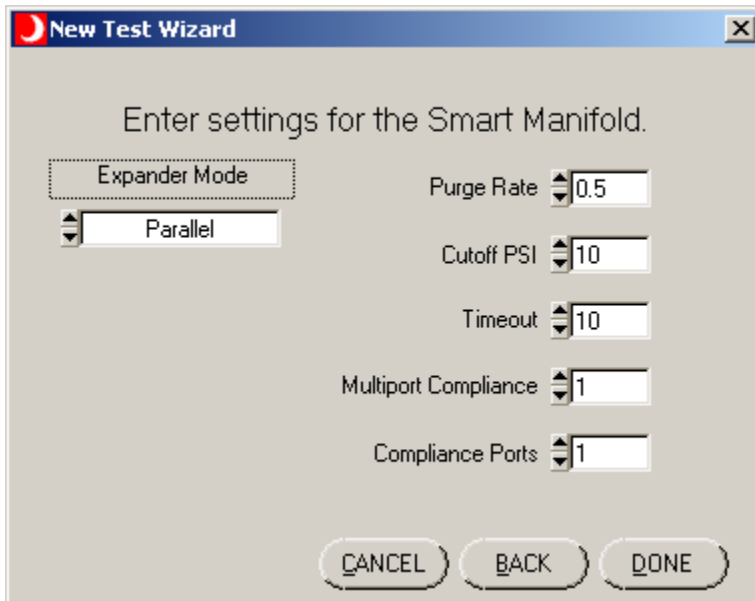 New Test Wizard
Enter settings for the Smart Manifold.
Expander Mode
Parallel
Purge Rate 0.5
Cutoff PSI 10
Timeout 10
Multiport Compliance 1
Compliance Ports 1
CANCEL BACK DONE